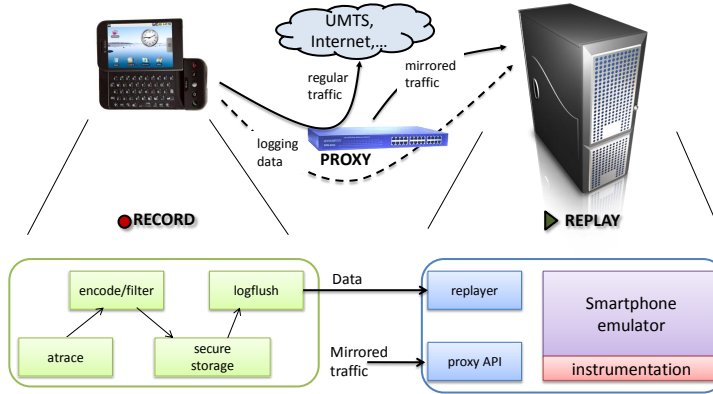 UMTS,
Internet,...
regular
traffic
mirrored
traffic
logging
data
PROXY
RECORD
REPLAY
encode/filter
logflush
Data
replayer
Smartphone
emulator
atrace
secure
storage
Mirrored
traffic
proxy API
instrumentation